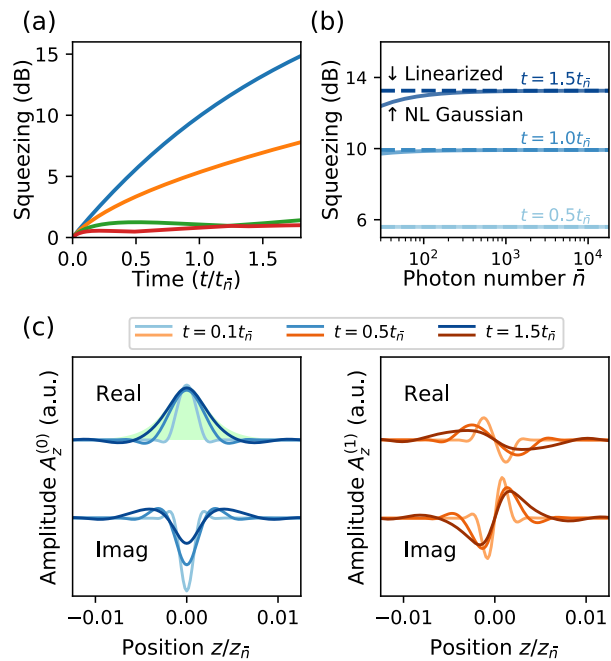 (a)
15
10
5
0
Squeezing (dB)
0.0 0.5 1.0 1.5
Time (t/t_n̄)
(b)
14
10
6
Squeezing (dB)
↓ Linearized
↑ NL Gaussian
t = 1.5t_n̄
t = 1.0t_n̄
t = 0.5t_n̄
10² 10³ 10⁴
Photon number n̄
(c)
t = 0.1t_n̄ t = 0.5t_n̄ t = 1.5t_n̄
Amplitude A_z^(0) (a.u.)
Real
Imag
−0.01 0.00 0.01
Position z/z_n̄
Amplitude A_z^(1) (a.u.)
Real
Imag
−0.01 0.00 0.01
Position z/z_n̄